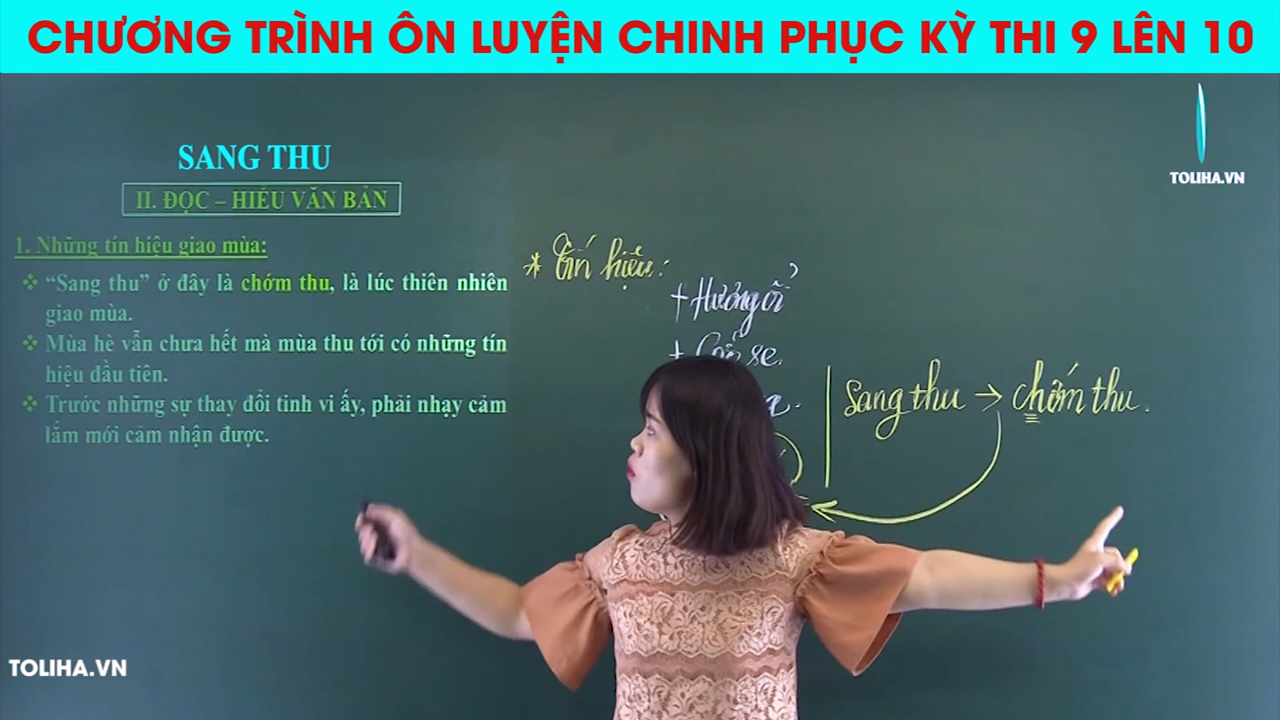 CHƯƠNG TRÌNH ÔN LUYỆN CHINH PHỤC KỲ THI 9 LÊN 10
TOLIHA.VN
SANG THU
II. ĐỌC – HIỂU VĂN BẢN
1. Những tín hiệu giao mùa:
❖ “Sang thu” ở đây là chớm thu, là lúc thiên nhiên
giao mùa.
❖ Mùa hè vẫn chưa hết mà mùa thu tới có những tín
hiệu đầu tiên.
❖ Trước những sự thay đổi tinh vi ấy, phải nhạy cảm
lắm mới cảm nhận được.
* Tín hiệu:
+ Hương ổi
+ se.
Sang thu → chớm thu.
TOLIHA.VN